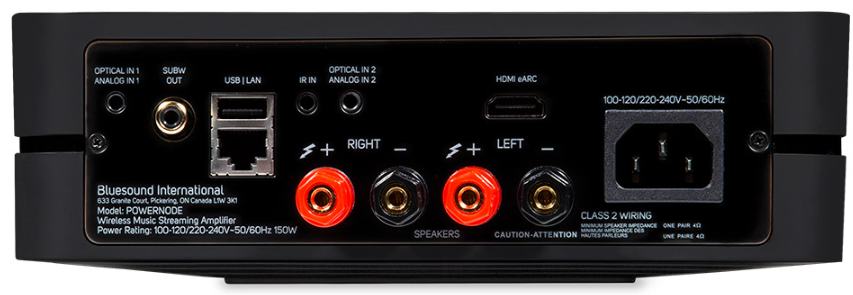 OPTICAL IN 1
ANALOG IN 1
SUBW
OUT
USB | LAN
IR IN
OPTICAL IN 2
ANALOG IN 2
HDMI eARC
100-120/220-240V~50/60Hz
+ RIGHT −
+ LEFT −
Bluesound International
633 Granite Court, Pickering, ON Canada L1W 3K1
Model: POWERNODE
Wireless Music Streaming Amplifier
Power Rating: 100-120/220-240V~50/60Hz 150W
SPEAKERS
CAUTION-ATTENTION
CLASS 2 WIRING
MINIMUM SPEAKER IMPEDANCE ONE PAIR 4Ω
MINIMUM IMPEDANCE DES
HAUTES PARLEURS UNE PAIRE 4Ω